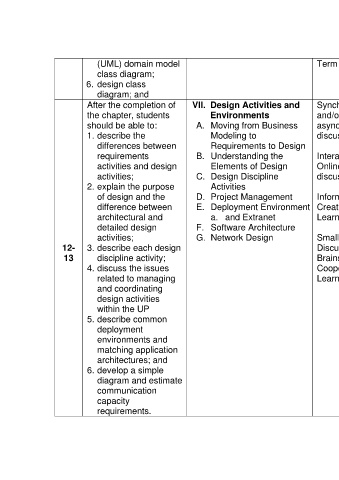 (UML) domain model
class diagram;
6. design class
diagram; and
Term
12-
13
After the completion of
the chapter, students
should be able to:
1. describe the
differences between
requirements
activities and design
activities;
2. explain the purpose
of design and the
difference between
architectural and
detailed design
activities;
3. describe each design
discipline activity;
4. discuss the issues
related to managing
and coordinating
design activities
within the UP
5. describe common
deployment
environments and
matching application
architectures; and
6. develop a simple
diagram and estimate
communication
capacity
requirements.
VII. Design Activities and
Environments
A. Moving from Business
Modeling to
Requirements to Design
B. Understanding the
Elements of Design
C. Design Discipline
Activities
D. Project Management
E. Deployment Environment
a. and Extranet
F. Software Architecture
G. Network Design
Synch
and/o
async
discus
Intera
Online
discus
Inform
Creat
Learn
Small
Discu
Brains
Coope
Learn